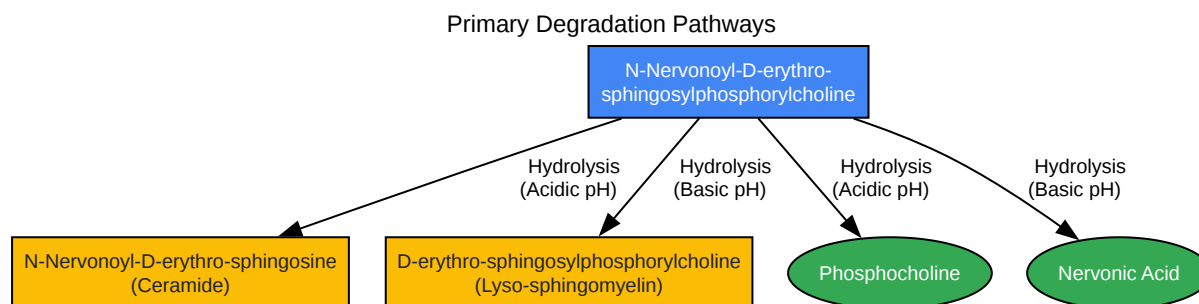 Primary Degradation Pathways
N-Nervonoyl-D-erythro-
sphingosylphosphorylcholine
Hydrolysis
(Acidic pH)
Hydrolysis
(Basic pH)
Hydrolysis
(Acidic pH)
Hydrolysis
(Basic pH)
N-Nervonoyl-D-erythro-sphingosine
(Ceramide)
D-erythro-sphingosylphosphorylcholine
(Lyso-sphingomyelin)
Phosphocholine
Nervonic Acid